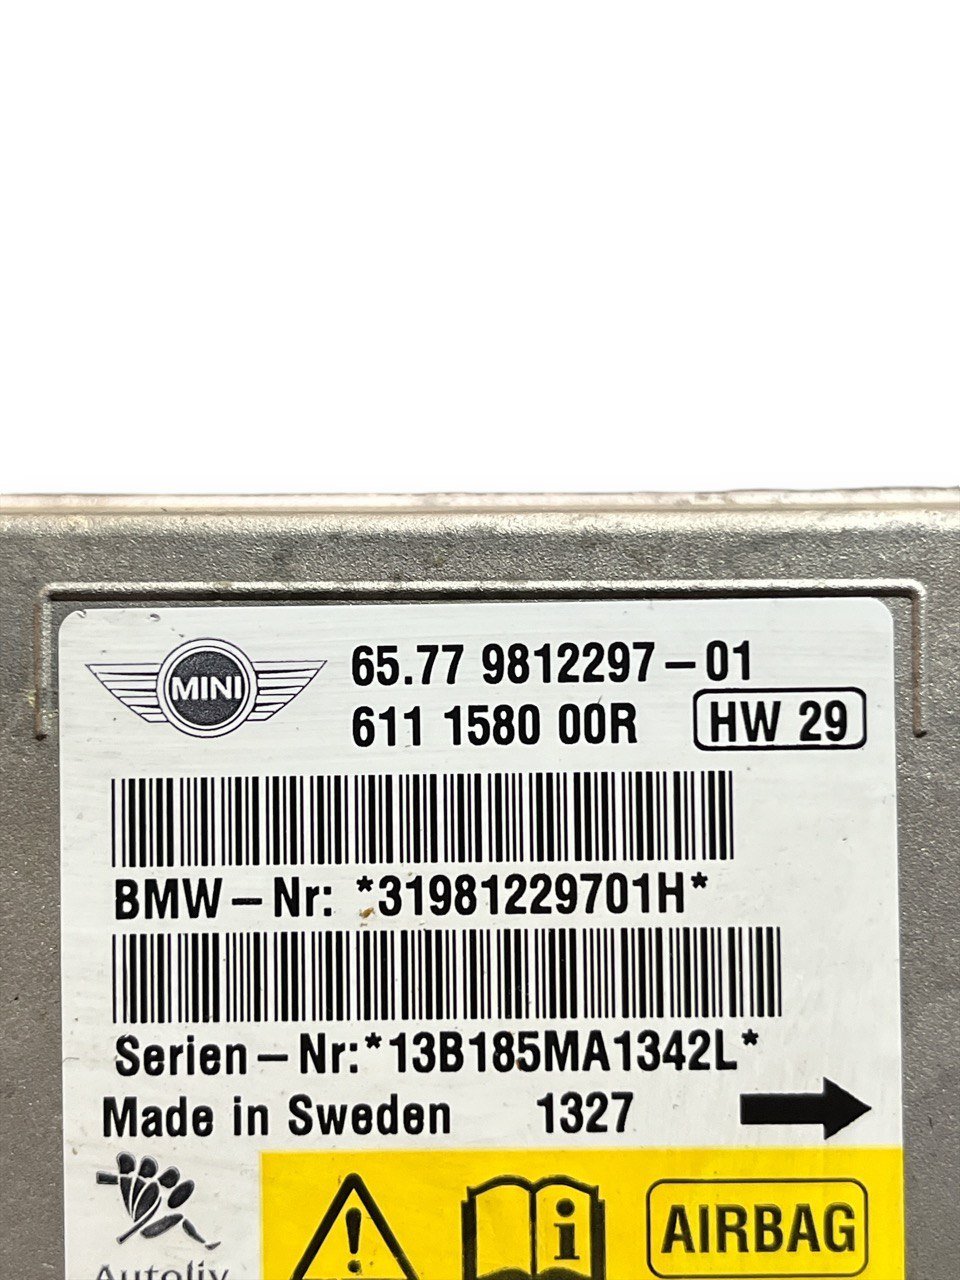 MINI
65.77 9812297-01
611 1580 00R HW 29
BMW-Nr: *31981229701H*
Serien-Nr:*13B185MA1342L*
Made in Sweden 1327
i AIRBAG
Autoliv